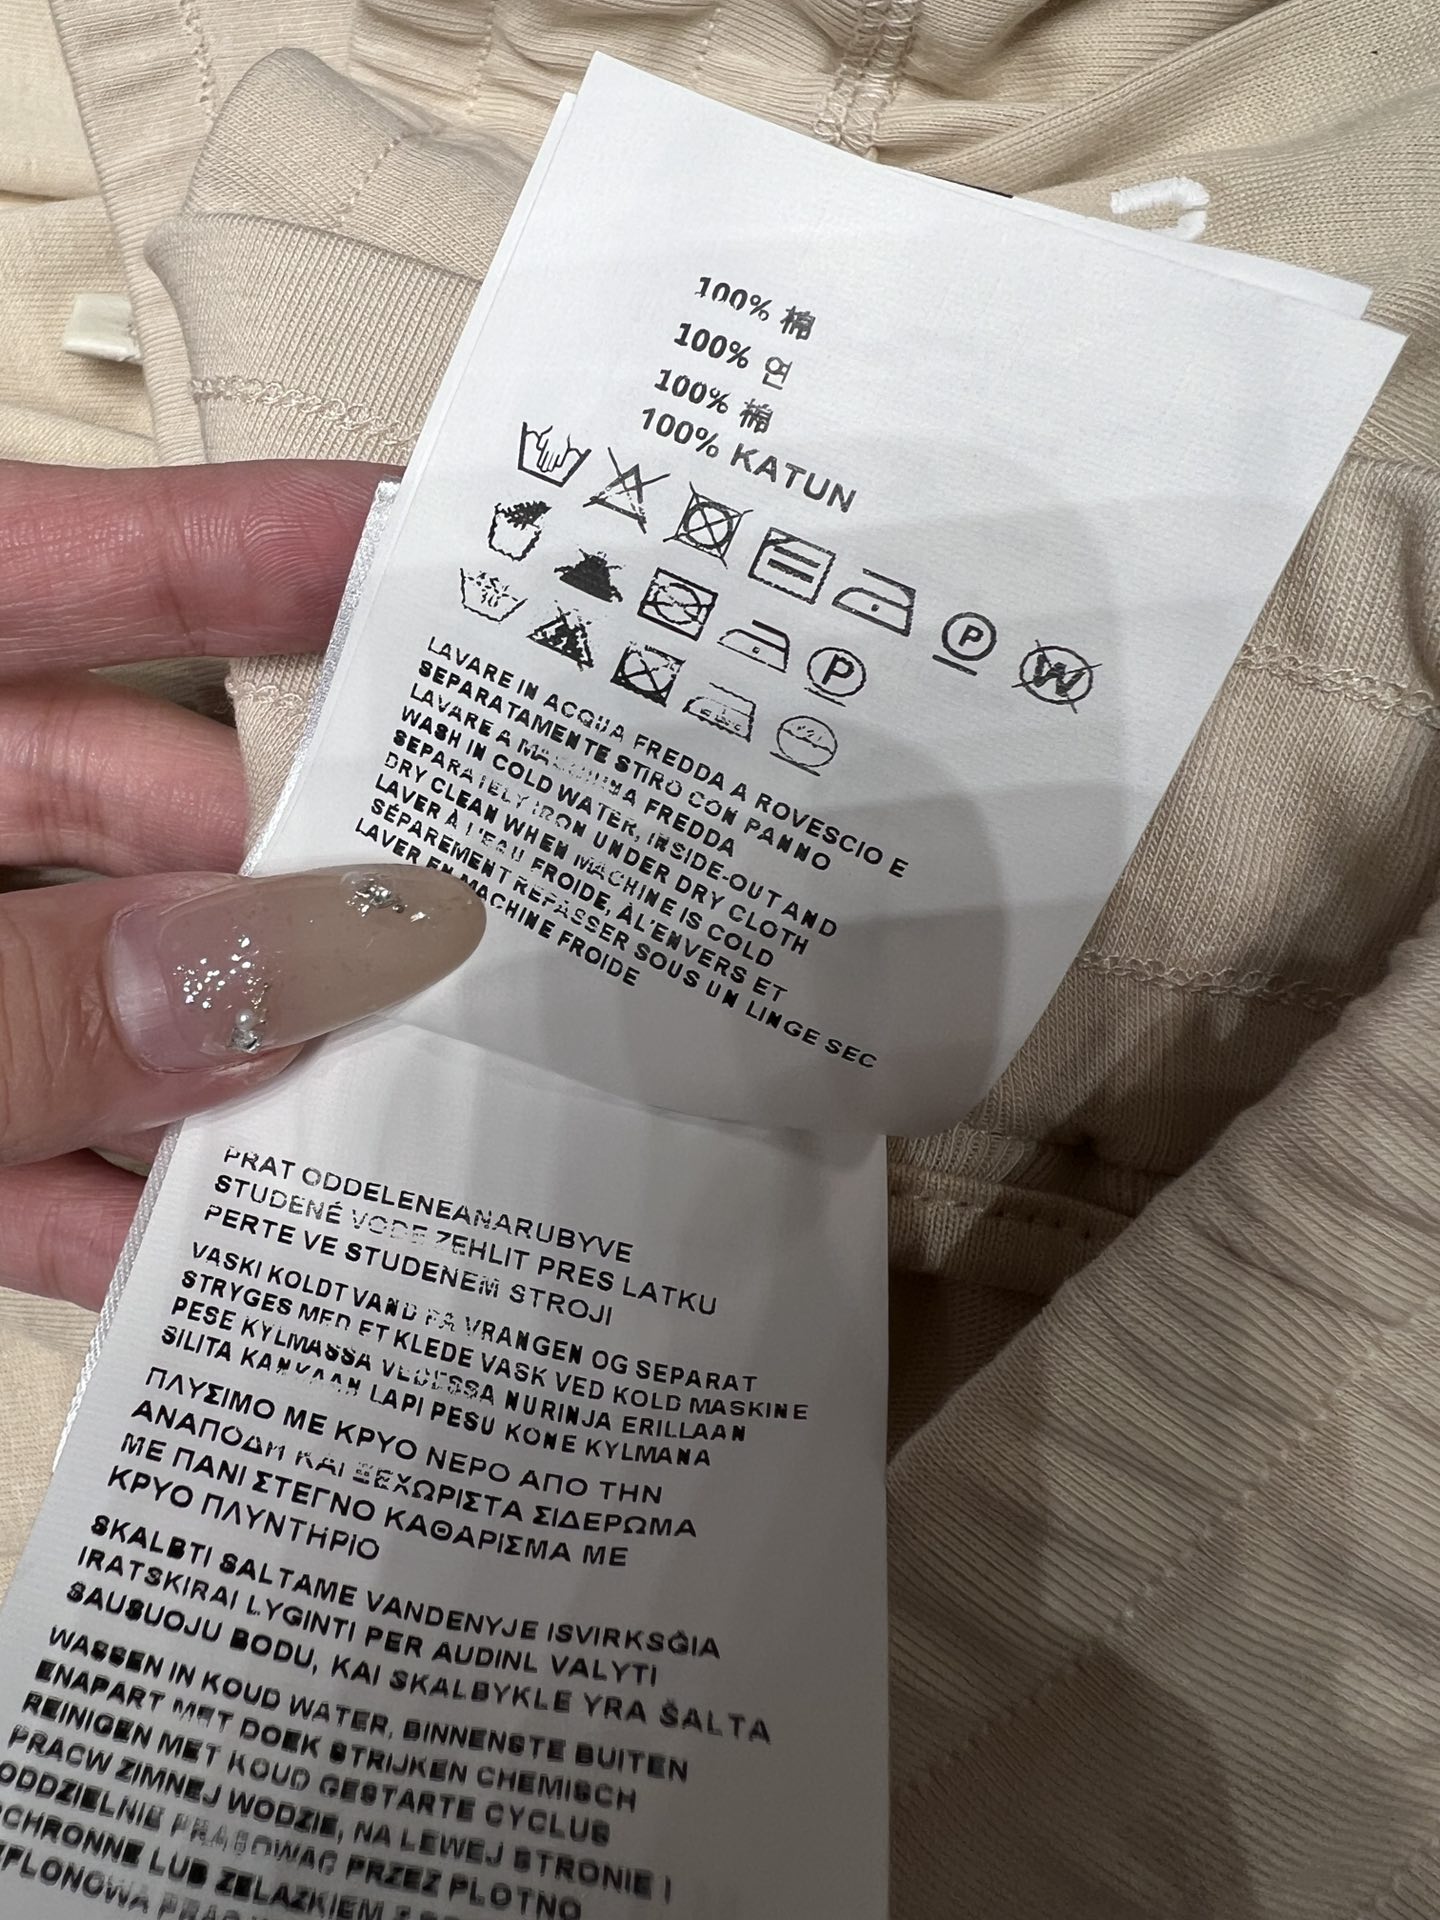 100% 棉
100% 면
100% 棉
100% KATUN
P
W
P
LAVARE IN ACQUA FREDDA A ROVESCIO E
SEPARATAMENTE STIRO CON PANNO
LAVARE A MACCHINA FREDDA
WASH IN COLD WATER, INSIDE-OUT AND
SEPARATELY IRON UNDER DRY CLOTH
DRY CLEAN WHEN MACHINE IS COLD
LAVER À L'EAU FROIDE, À L'ENVERS ET
SÉPAREMENT REPASSER SOUS UN LINGE SEC
LAVER EN MACHINE FROIDE
PRAT ODDELENEANARUBYVE
STUDENÉ VODE ZEHLIT PRES LATKU
PERTE VE STUDENEM STROJI
VASKI KOLDT VAND PA VRANGEN OG SEPARAT
STRYGES MED ET KLEDE VASK VED KOLD MASKINE
PESE KYLMASSA VEDESSA NURINJA ERILLAAN
SILITA KANKAAN LAPI PESU KONE KYLMANA
ΠΛΥΣΙΜΟ ΜΕ ΚΡΥΟ ΝΕΡΟ ΑΠΟ ΤΗΝ
ΑΝΑΠΟΔΗ ΚΑΙ ΞΕΧΩΡΙΣΤΑ ΣΙΔΕΡΩΜΑ
ΜΕ ΠΑΝΙ ΣΤΕΓΝΟ ΚΑΘΑΡΙΣΜΑ ΜΕ
ΚΡΥΟ ΠΛΥΝΤΗΡΙΟ
SKALBTI SALTAME VANDENYJE ISVIRKSĜIA
IRATSKIRAI LYGINTI PER AUDINL VALYTI
SAUSUOJU BODU, KAI SKALBYKLE YRA ŠALTA
WASSEN IN KOUD WATER, BINNENSTE BUITEN
ENAPART MET DOEK STRIJKEN CHEMISCH
REINIGEN MET KOUD GESTARTE CYCLUS
PRACW ZIMNEJ WODZIE, NA LEWEJ STRONIE I
ODDZIELNIE PRASOWAC PRZEZ PLOTNO
OCHRONNE LUB ZELAZKIEM